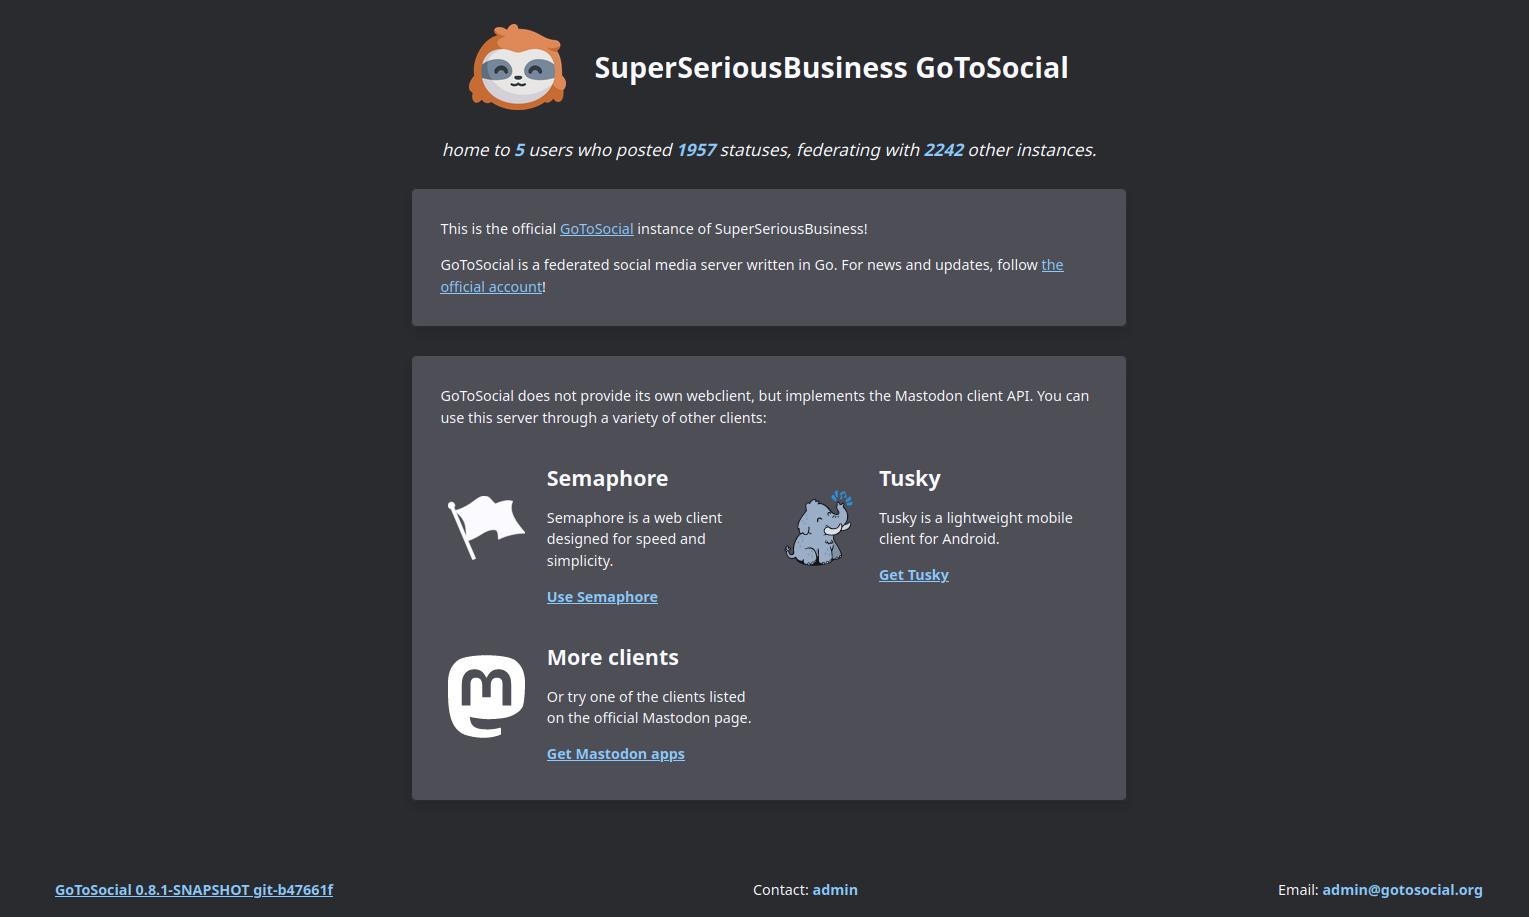 SuperSeriousBusiness GoToSocial
home to 5 users who posted 1957 statuses, federating with 2242 other instances.
This is the official GoToSocial instance of SuperSeriousBusiness!
GoToSocial is a federated social media server written in Go. For news and updates, follow the
official account!
GoToSocial does not provide its own webclient, but implements the Mastodon client API. You can
use this server through a variety of other clients:
Semaphore
Semaphore is a web client
designed for speed and
simplicity.
Use Semaphore
Tusky
Tusky is a lightweight mobile
client for Android.
Get Tusky
More clients
Or try one of the clients listed
on the official Mastodon page.
Get Mastodon apps
GoToSocial 0.8.1-SNAPSHOT git-b47661f
Contact: admin
Email: admin@gotosocial.org